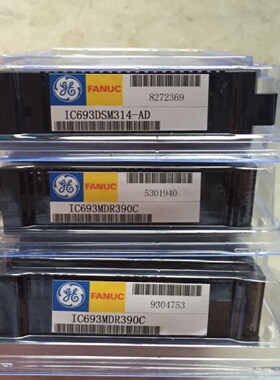 GE
FANUC
8272369
IC693DSM314-AD
GE
FANUC
5301940
IC693MDR390C
GE
FANUC
9304753
IC693MDR390C